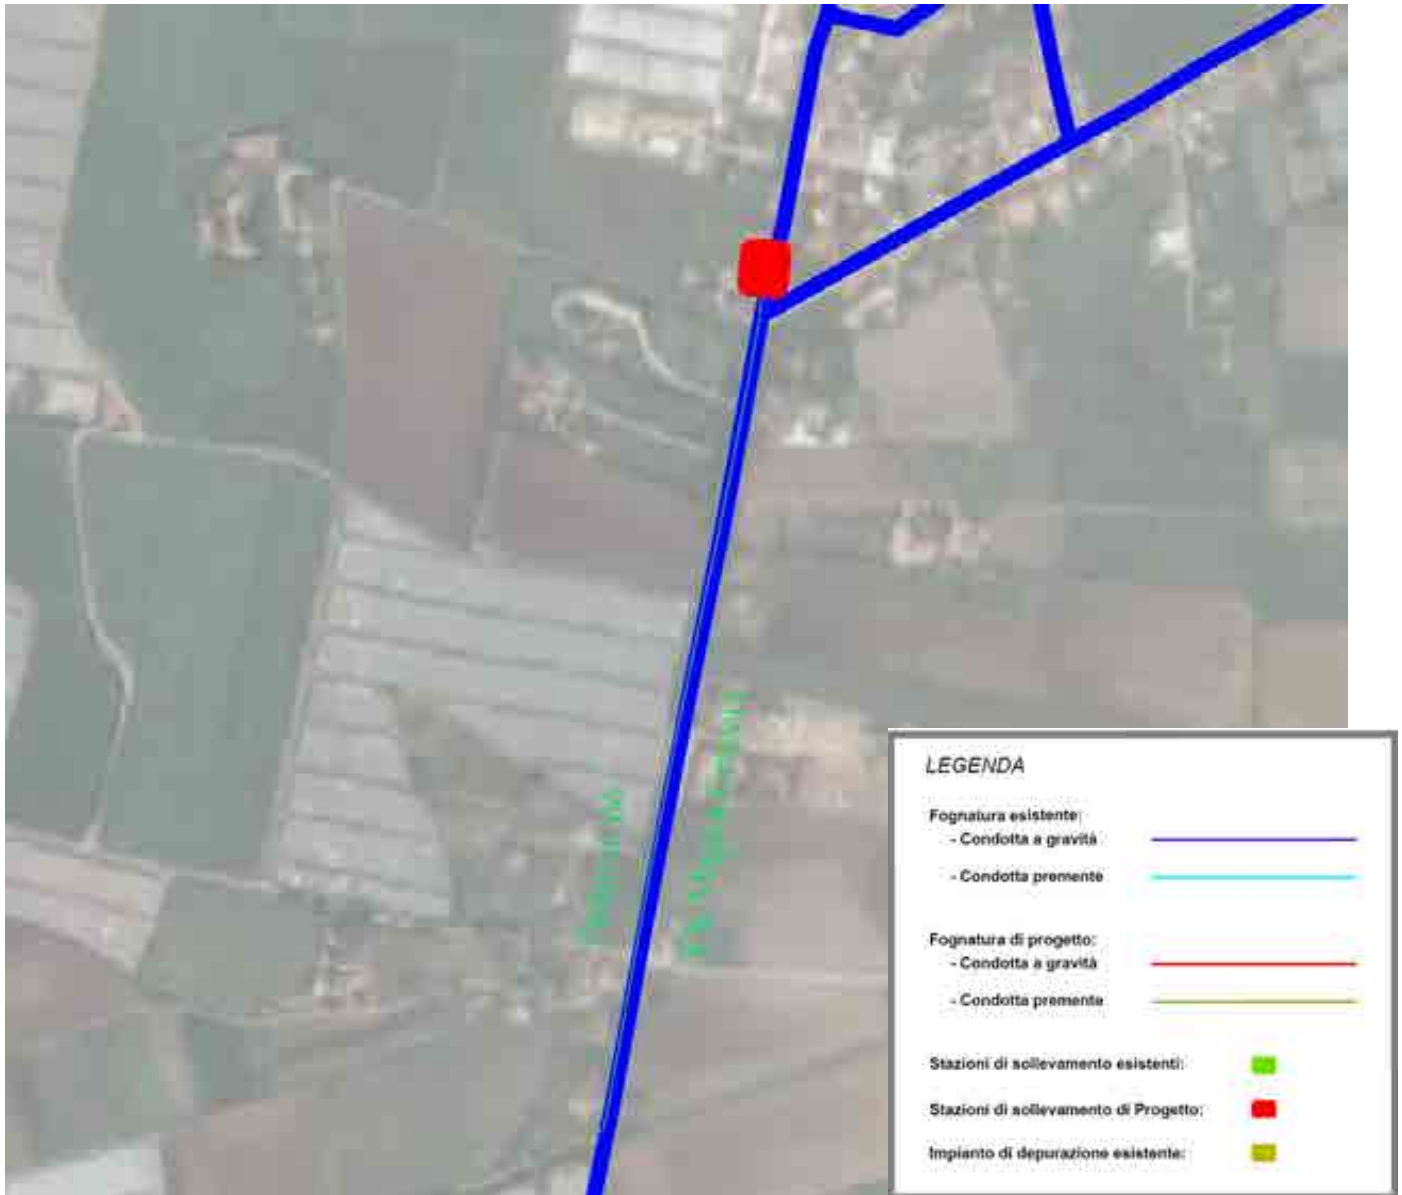 LEGENDA
Fognatura esistente:
- Condotta a gravità
- Condotta premente
Fognatura di progetto:
- Condotta a gravità
- Condotta premente
Stazioni di sollevamento esistenti:
Stazioni di sollevamento di Progetto:
Impianto di depurazione esistente: